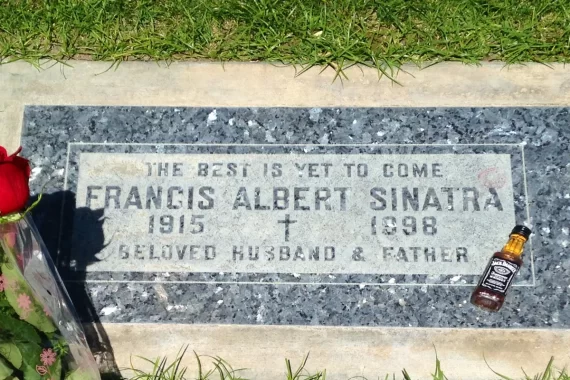 THE BEST IS YET TO COME
FRANCIS ALBERT SINATRA
1915 † 1998
BELOVED HUSBAND & FATHER